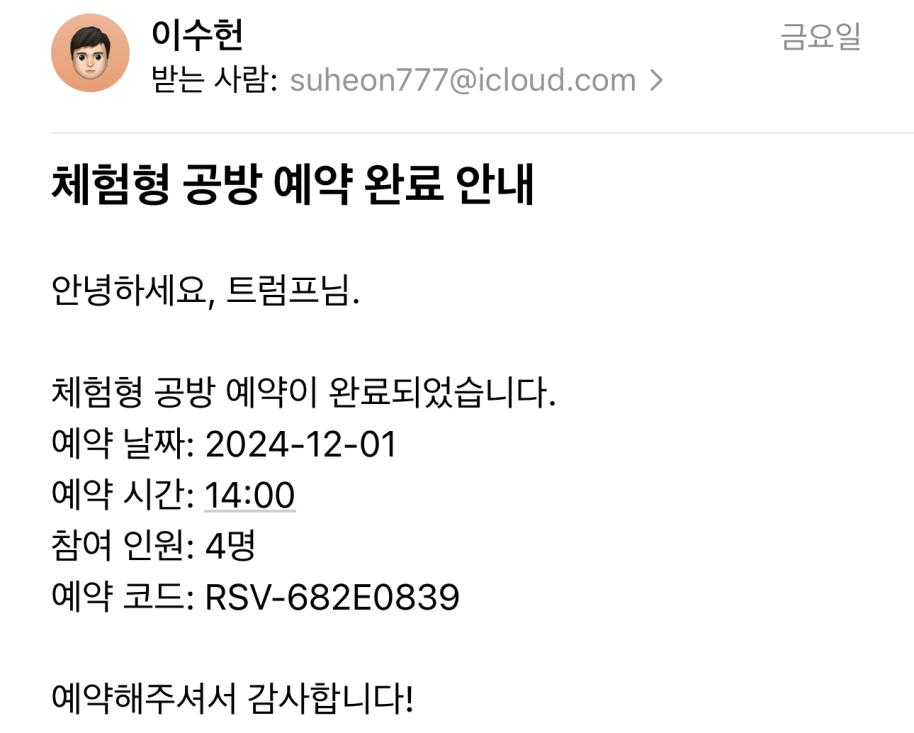 이수헌
금요일
받는 사람: suheon777@icloud.com
체험형 공방 예약 완료 안내
안녕하세요, 트럼프님.
체험형 공방 예약이 완료되었습니다.
예약 날짜: 2024-12-01
예약 시간: 14:00
참여 인원: 4명
예약 코드: RSV-682E0839
예약해주셔서 감사합니다!